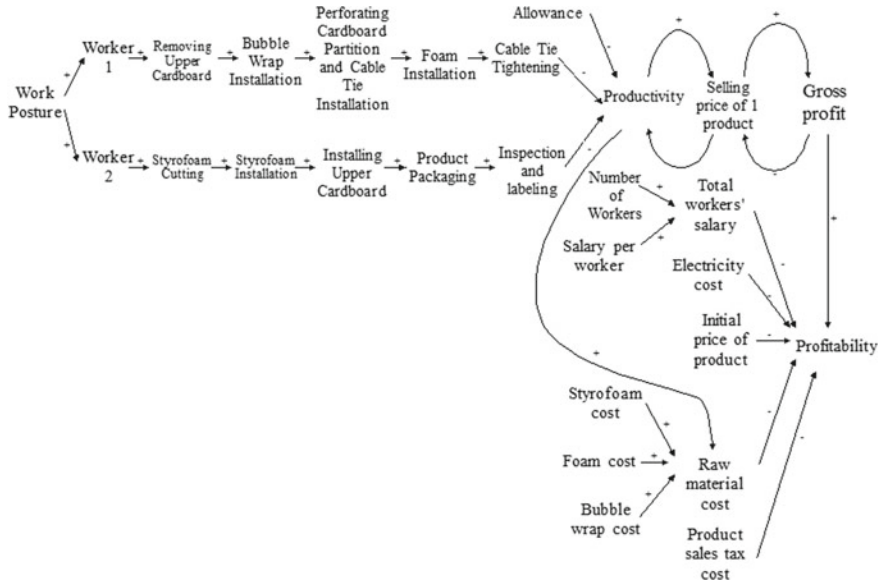 Work
Posture
Worker
1
Removing
Upper
Cardboard
Bubble
Wrap
Installation
Perforating
Cardboard
Partition
and Cable
Tie
Installation
Foam
Installation
Cable Tie
Tightening
Worker
2
Styrofoam
Cutting
Styrofoam
Installation
Installing
Upper
Cardboard
Product
Packaging
Inspection
and
labeling
Allowance
Productivity
Selling
price of 1
product
Gross
profit
Number
of
Workers
Total
workers'
salary
Salary per
worker
Electricity
cost
Initial
price of
product
Profitability
Styrofoam
cost
Foam cost
Bubble
wrap cost
Raw
material
cost
Product
sales tax
cost